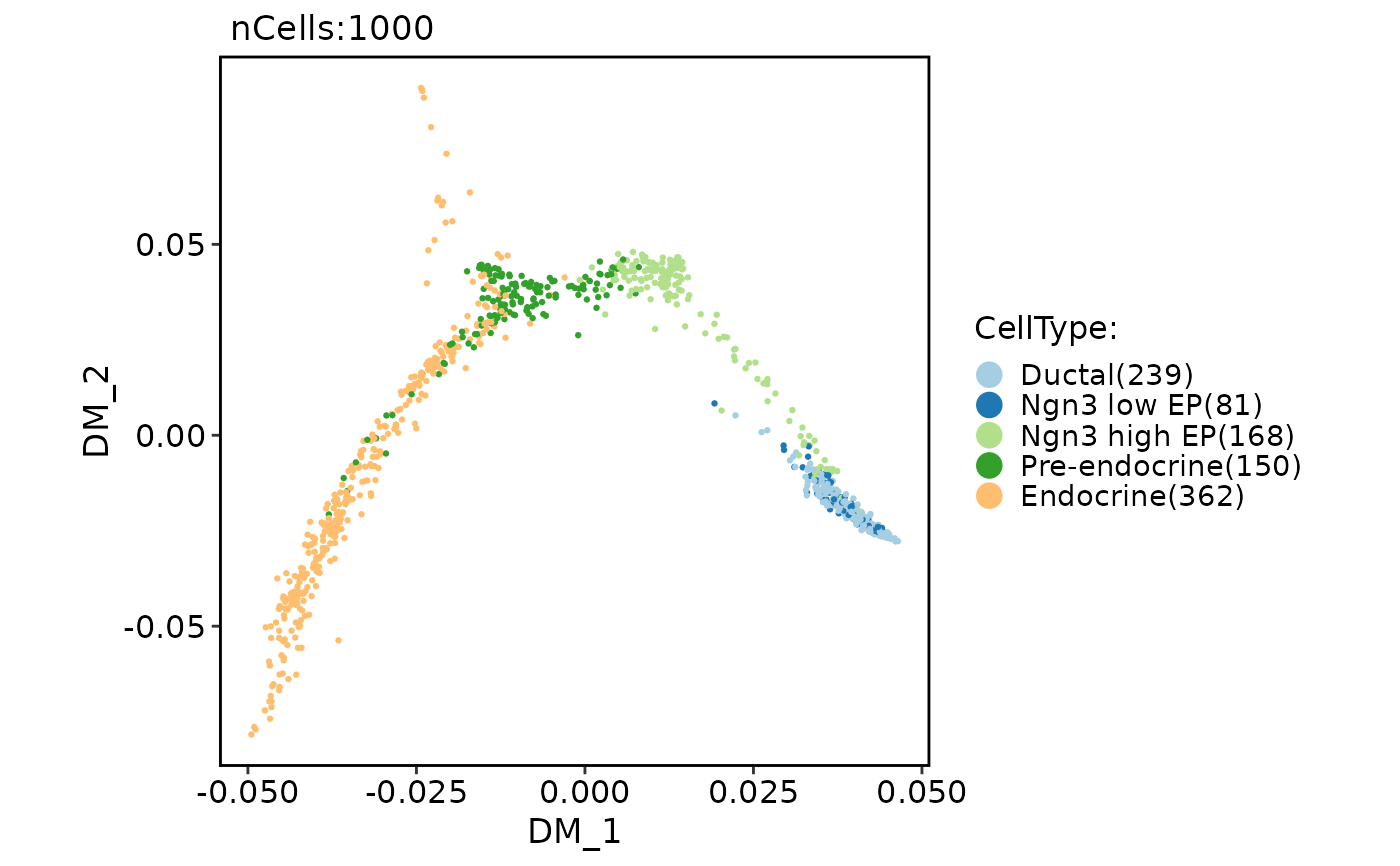 nCells:1000
0.05
0.00
-0.05
DM_2
-0.050
-0.025
0.000
0.025
0.050
DM_1
CellType:
Ductal(239)
Ngn3 low EP(81)
Ngn3 high EP(168)
Pre-endocrine(150)
Endocrine(362)